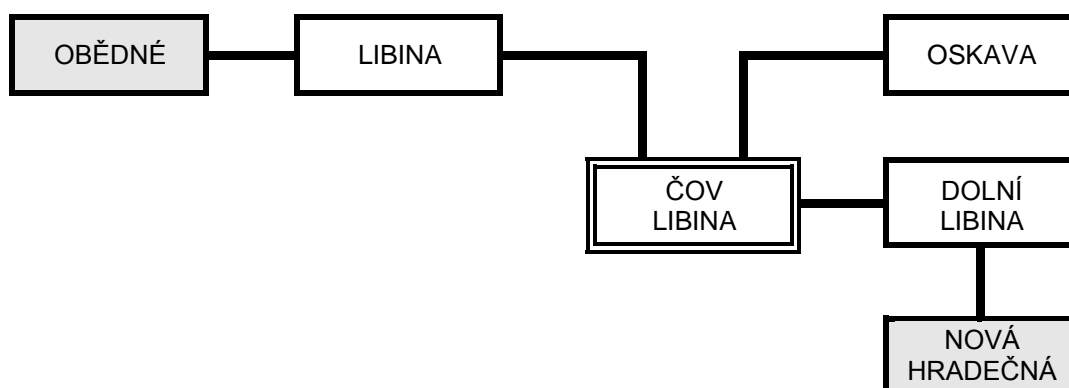 OBĚDNÉ
LIBINA
OSKAVA
ČOV
LIBINA
DOLNÍ
LIBINA
NOVÁ
HRADEČNÁ